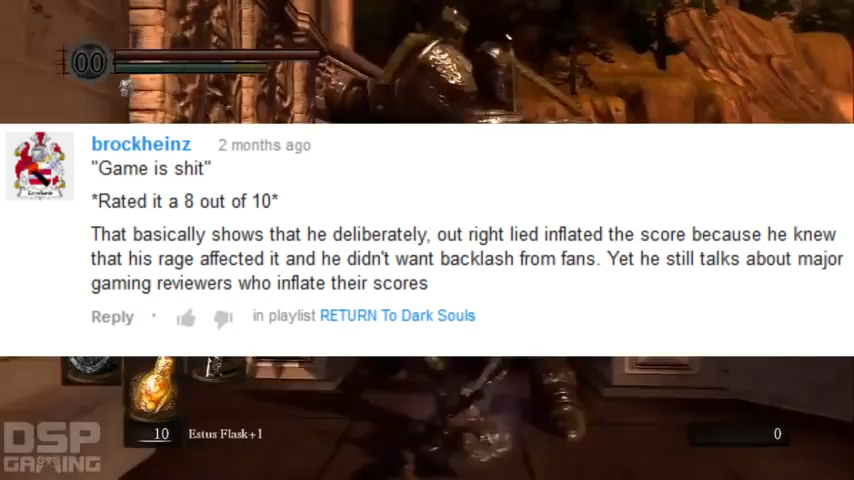 00
brockheinz 2 months ago
"Game is shit"
*Rated it a 8 out of 10*
That basically shows that he deliberately, out right lied inflated the score because he knew
that his rage affected it and he didn't want backlash from fans. Yet he still talks about major
gaming reviewers who inflate their scores
Reply · in playlist RETURN To Dark Souls
10 Estus Flask+1 0
DSP
GAMING